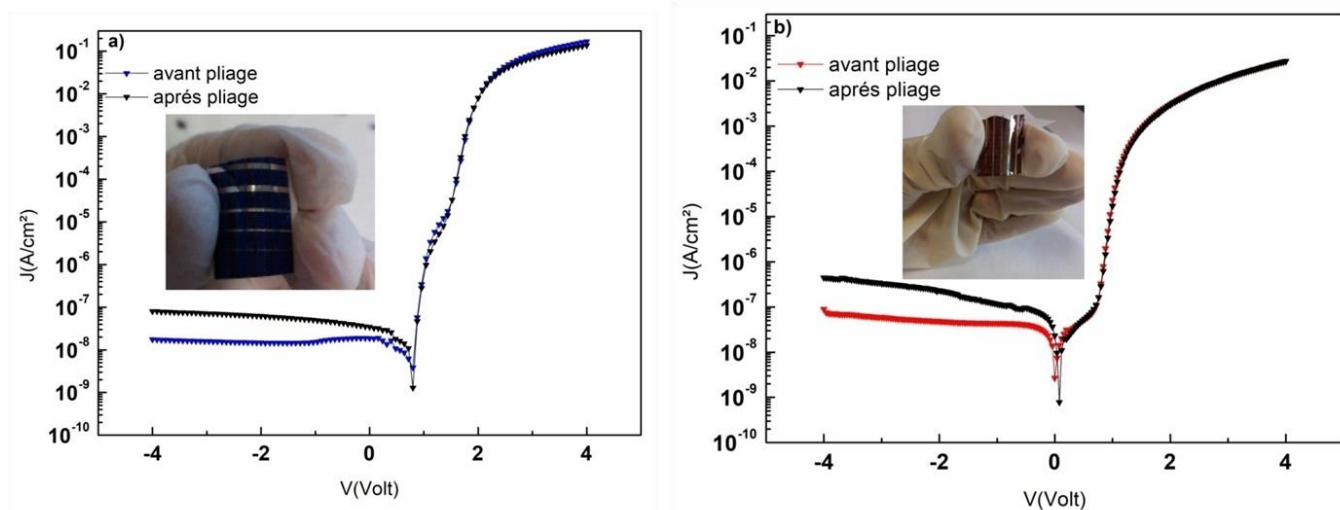 a)
avant pliage
aprés pliage
10⁻¹
10⁻²
10⁻³
10⁻⁴
10⁻⁵
10⁻⁶
10⁻⁷
10⁻⁸
10⁻⁹
10⁻¹⁰
J(A/cm²)
-4 -2 0 2 4
V(Volt)
b)
avant pliage
aprés pliage
10⁻¹
10⁻²
10⁻³
10⁻⁴
10⁻⁵
10⁻⁶
10⁻⁷
10⁻⁸
10⁻⁹
10⁻¹⁰
J(A/cm²)
-4 -2 0 2 4
V(Volt)